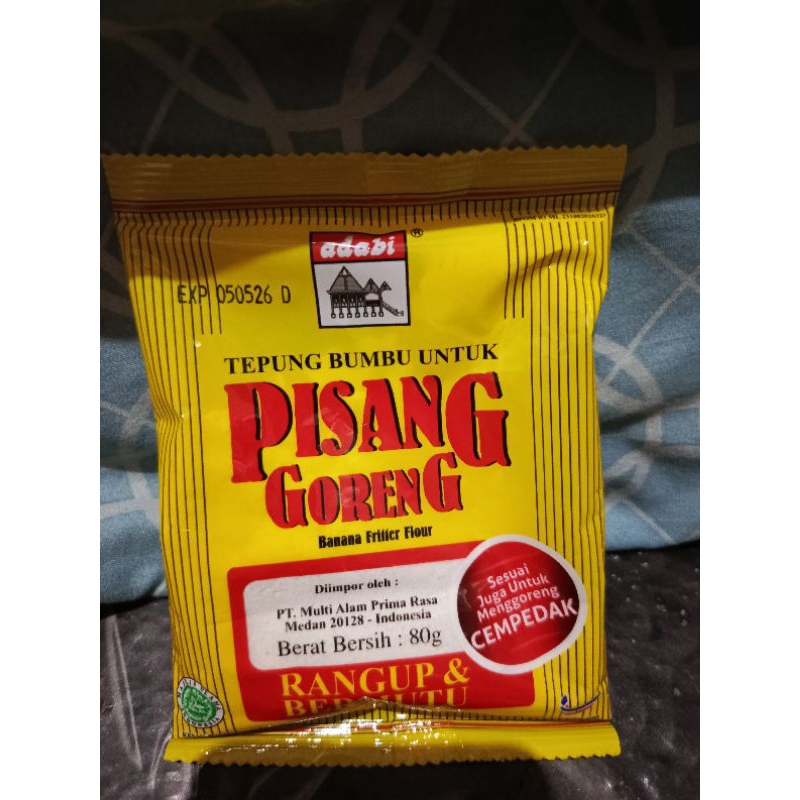 adabi ®
EXP 050526 D
TEPUNG BUMBU UNTUK
PISANG
GORENG
Banana Fritter Flour
Diimpor oleh :
PT. Multi Alam Prima Rasa
Medan 20128 - Indonesia
Berat Bersih : 80g
Sesuai
Juga Untuk
Menggoreng
CEMPEDAK
RANGUP &
BERMUTU